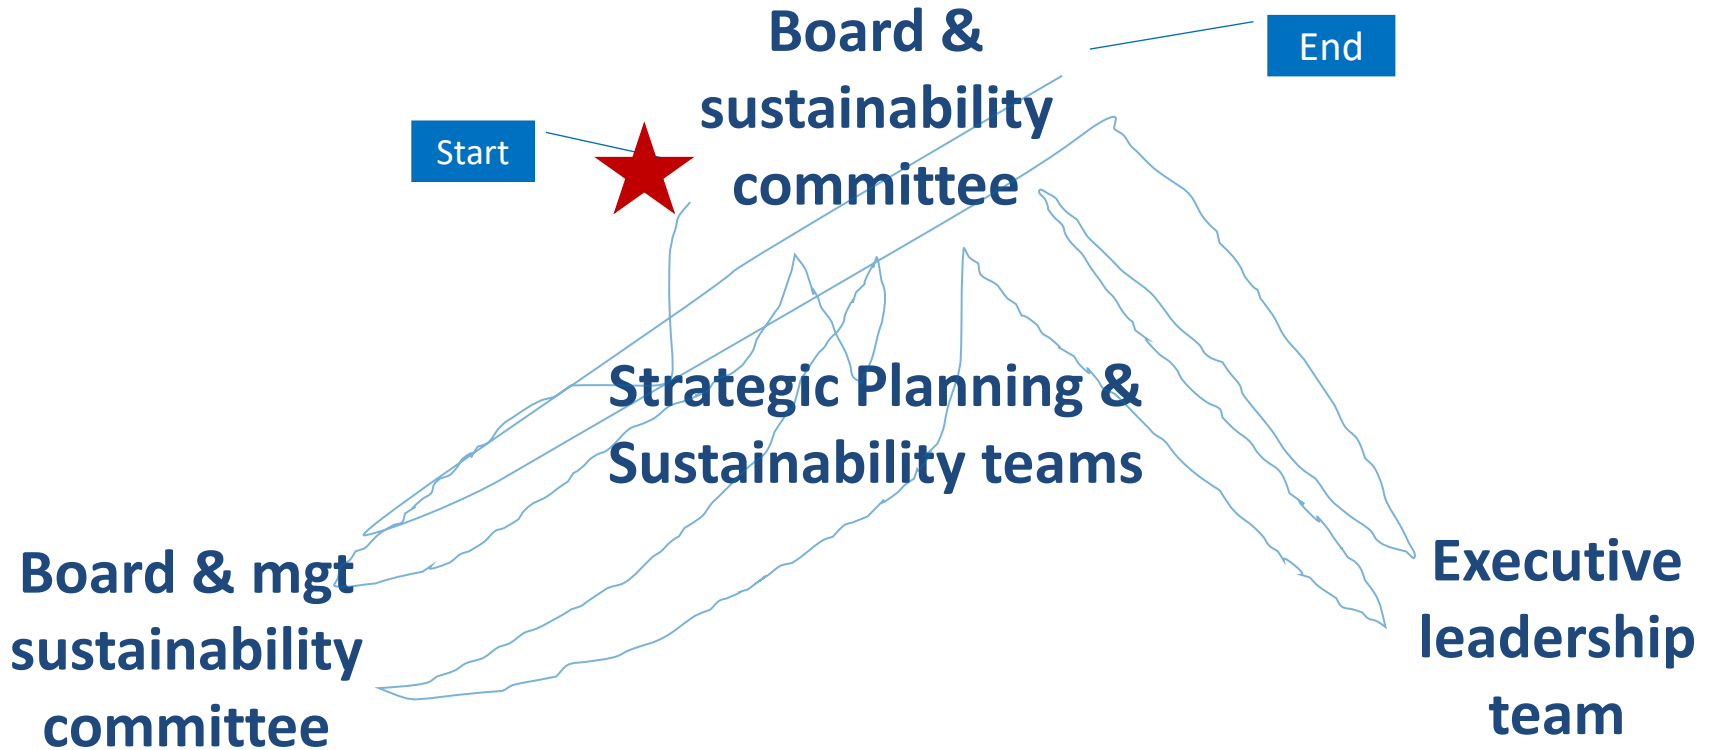 Board &
sustainability
committee
End
Start
Strategic Planning &
Sustainability teams
Board & mgt
sustainability
committee
Executive
leadership
team